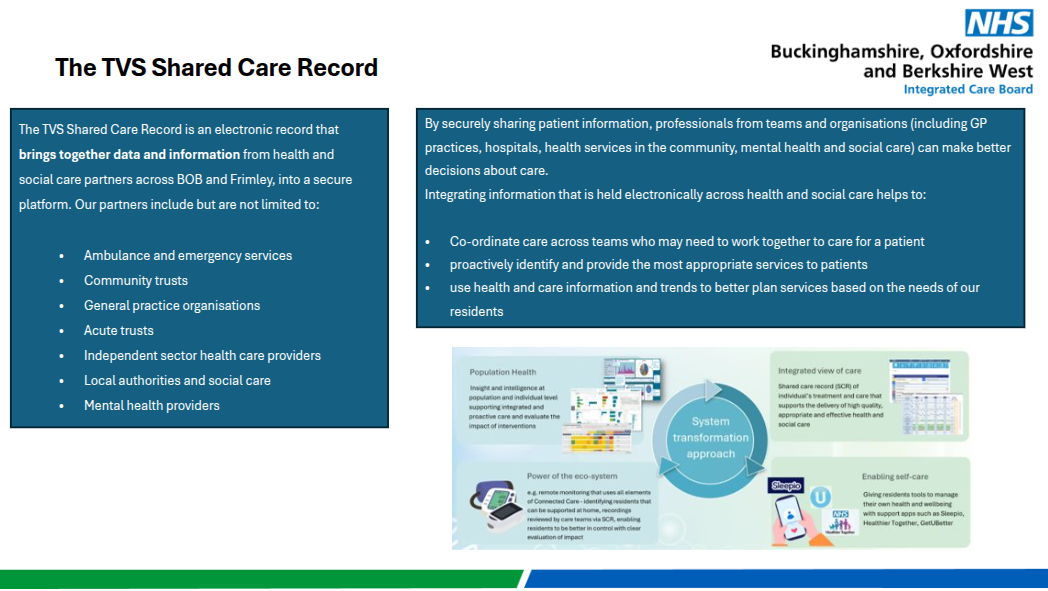 The TVS Shared Care Record
NHS
Buckinghamshire, Oxfordshire
and Berkshire West
Integrated Care Board
The TVS Shared Care Record is an electronic record that
brings together data and information from health and
social care partners across BOB and Frimley, into a secure
platform. Our partners include but are not limited to:
• Ambulance and emergency services
• Community trusts
• General practice organisations
• Acute trusts
• Independent sector health care providers
• Local authorities and social care
• Mental health providers
By securely sharing patient information, professionals from teams and organisations (including GP
practices, hospitals, health services in the community, mental health and social care) can make better
decisions about care.
Integrating information that is held electronically across health and social care helps to:
• Co-ordinate care across teams who may need to work together to care for a patient
• proactively identify and provide the most appropriate services to patients
• use health and care information and trends to better plan services based on the needs of our
residents
Population Health
Insight and intelligence at
population and individual level
supporting integrated and
proactive care and evaluate the
impact of interventions
System
transformation
approach
Integrated view of care
Shared care record (SCR) of
individual's treatment and care that
supports the delivery of high quality,
appropriate and effective health and
social care
Power of the eco-system
e.g. remote monitoring that uses all elements
of Connected Care - identifying residents that
can be supported at home, recordings
reviewed by care teams via SCR, enabling
residents to be better in control with clear
evaluation of impact
Sleepio
U
NHS
Healthier Together
Enabling self-care
Giving residents tools to manage
their own health and wellbeing
with support apps such as Sleepio,
Healthier Together, GetUBetter